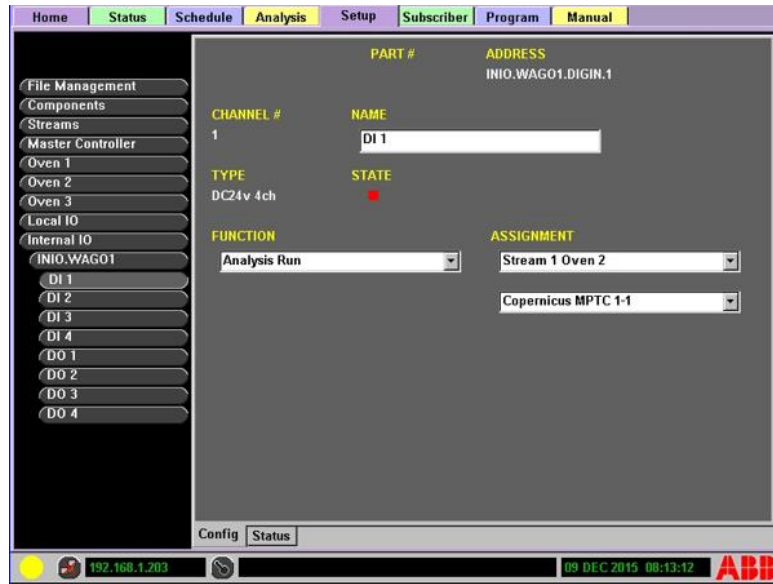 Home Status Schedule Analysis Setup Subscriber Program Manual
File Management
Components
Streams
Master Controller
Oven 1
Oven 2
Oven 3
Local IO
Internal IO
INIO.WAGO1
DI 1
DI 2
DI 3
DI 4
DO 1
DO 2
DO 3
DO 4
PART # ADDRESS
INIO.WAGO1.DIGIN.1
CHANNEL # NAME
1 DI 1
TYPE STATE
DC24v 4ch
FUNCTION ASSIGNMENT
Analysis Run Stream 1 Oven 2
Copernicus MPTC 1-1
Config Status
192.168.1.203 09 DEC 2015 08:13:12 ABB